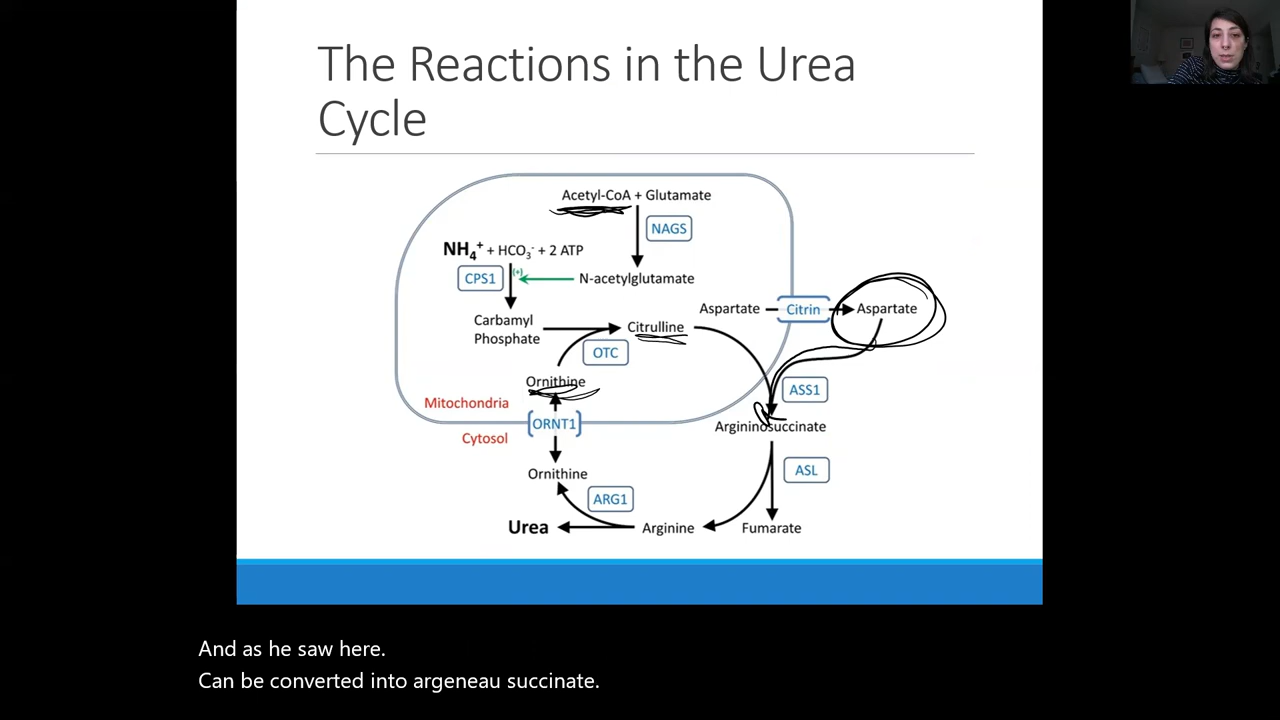 The Reactions in the Urea
Cycle
Acetyl-CoA + Glutamate
NAGS
NH4+ + HCO3- + 2 ATP
CPS1
(+)
N-acetylglutamate
Aspartate
Citrin
Aspartate
Carbamyl
Phosphate
Citrulline
OTC
Ornithine
ASS1
Mitochondria
ORNT1
Argininosuccinate
Cytosol
Ornithine
ASL
ARG1
Urea
Arginine
Fumarate
And as he saw here.
Can be converted into argeneau succinate.